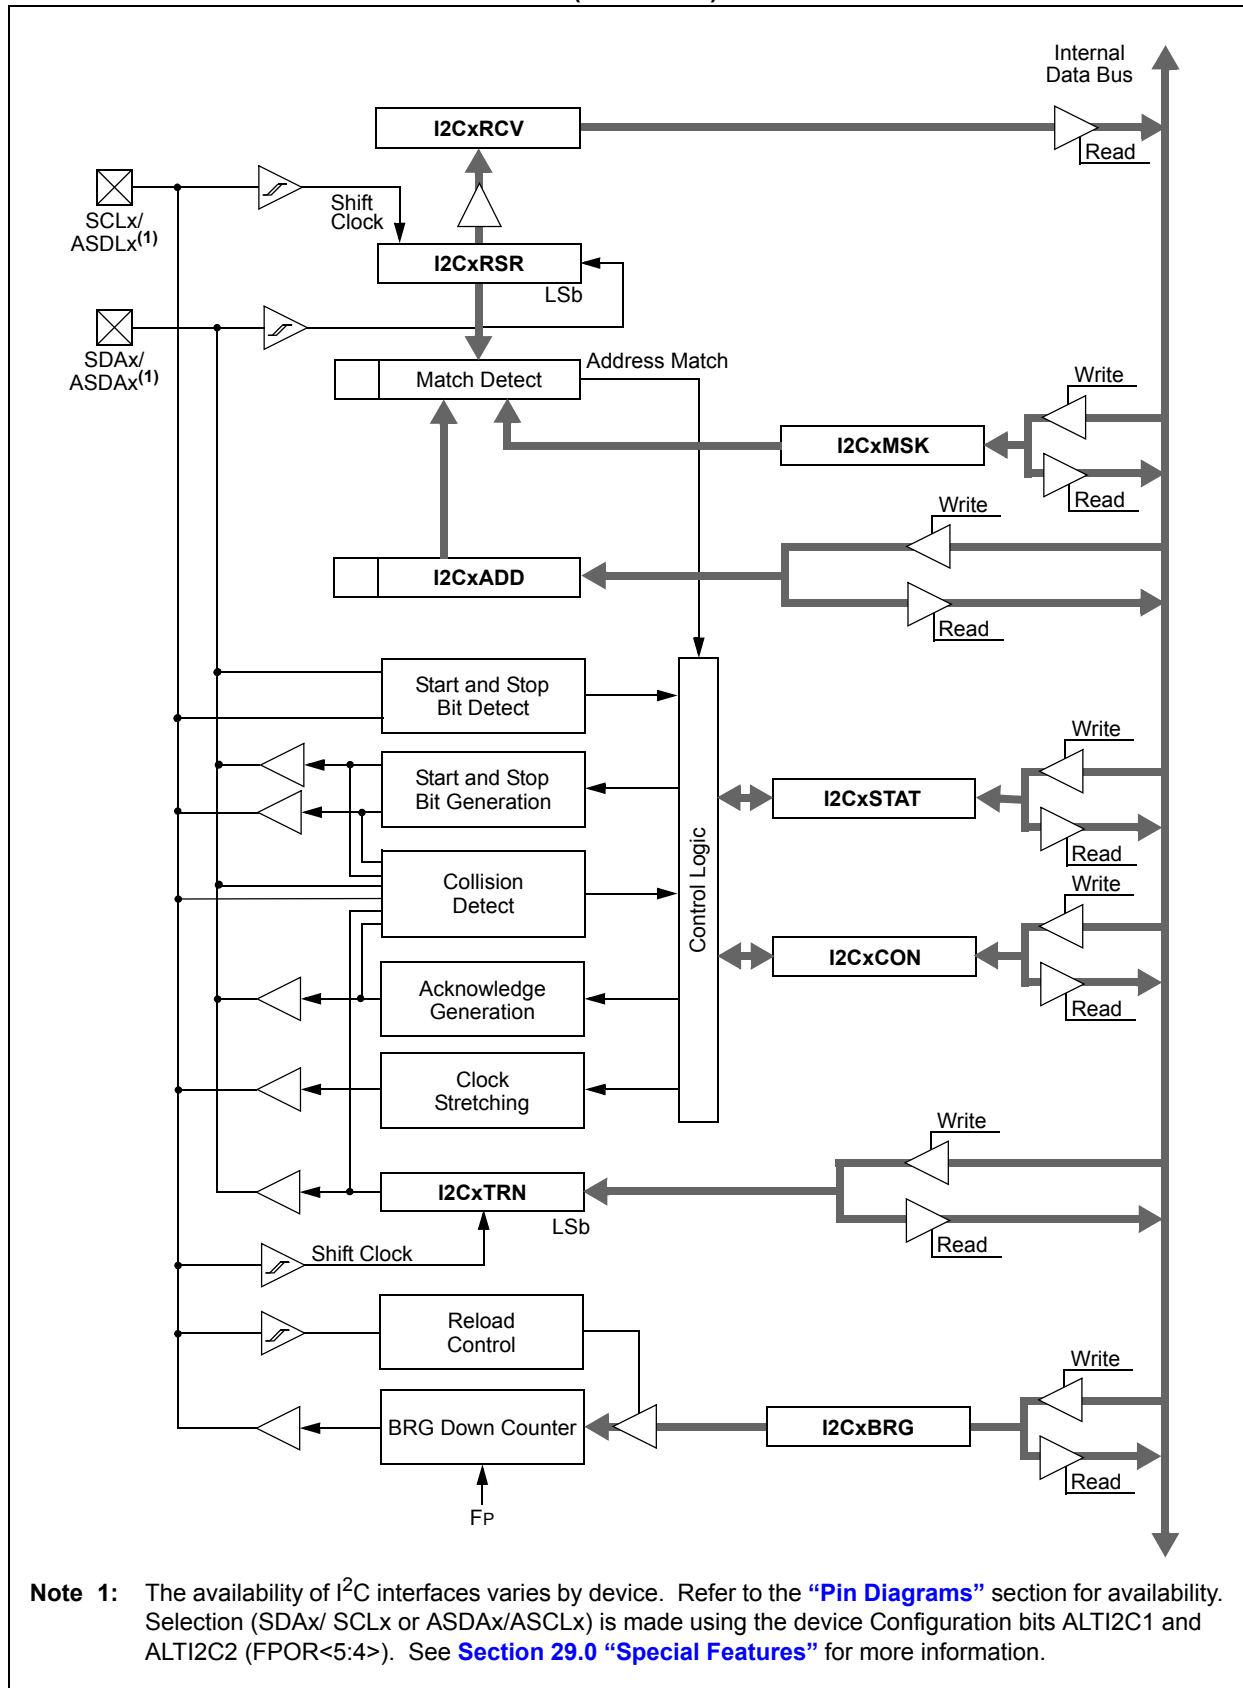 Internal
Data Bus
I2CxRCV
Read
Shift
Clock
SCLx/
ASDLx(1)
I2CxRSR
LSb
SDAx/
ASDAx(1)
Address Match
Match Detect
Write
I2CxMSK
Read
Write
I2CxADD
Read
Start and Stop
Bit Detect
Write
Start and Stop
Bit Generation
I2CxSTAT
Read
Control Logic
Collision
Detect
Write
I2CxCON
Acknowledge
Generation
Read
Clock
Stretching
Write
I2CxTRN
LSb
Read
Shift Clock
Reload
Control
Write
BRG Down Counter
I2CxBRG
Read
FP
Note 1: The availability of I2C interfaces varies by device. Refer to the “Pin Diagrams” section for availability.
Selection (SDAx/ SCLx or ASDAx/ASCLx) is made using the device Configuration bits ALTI2C1 and
ALTI2C2 (FPOR<5:4>). See Section 29.0 “Special Features” for more information.